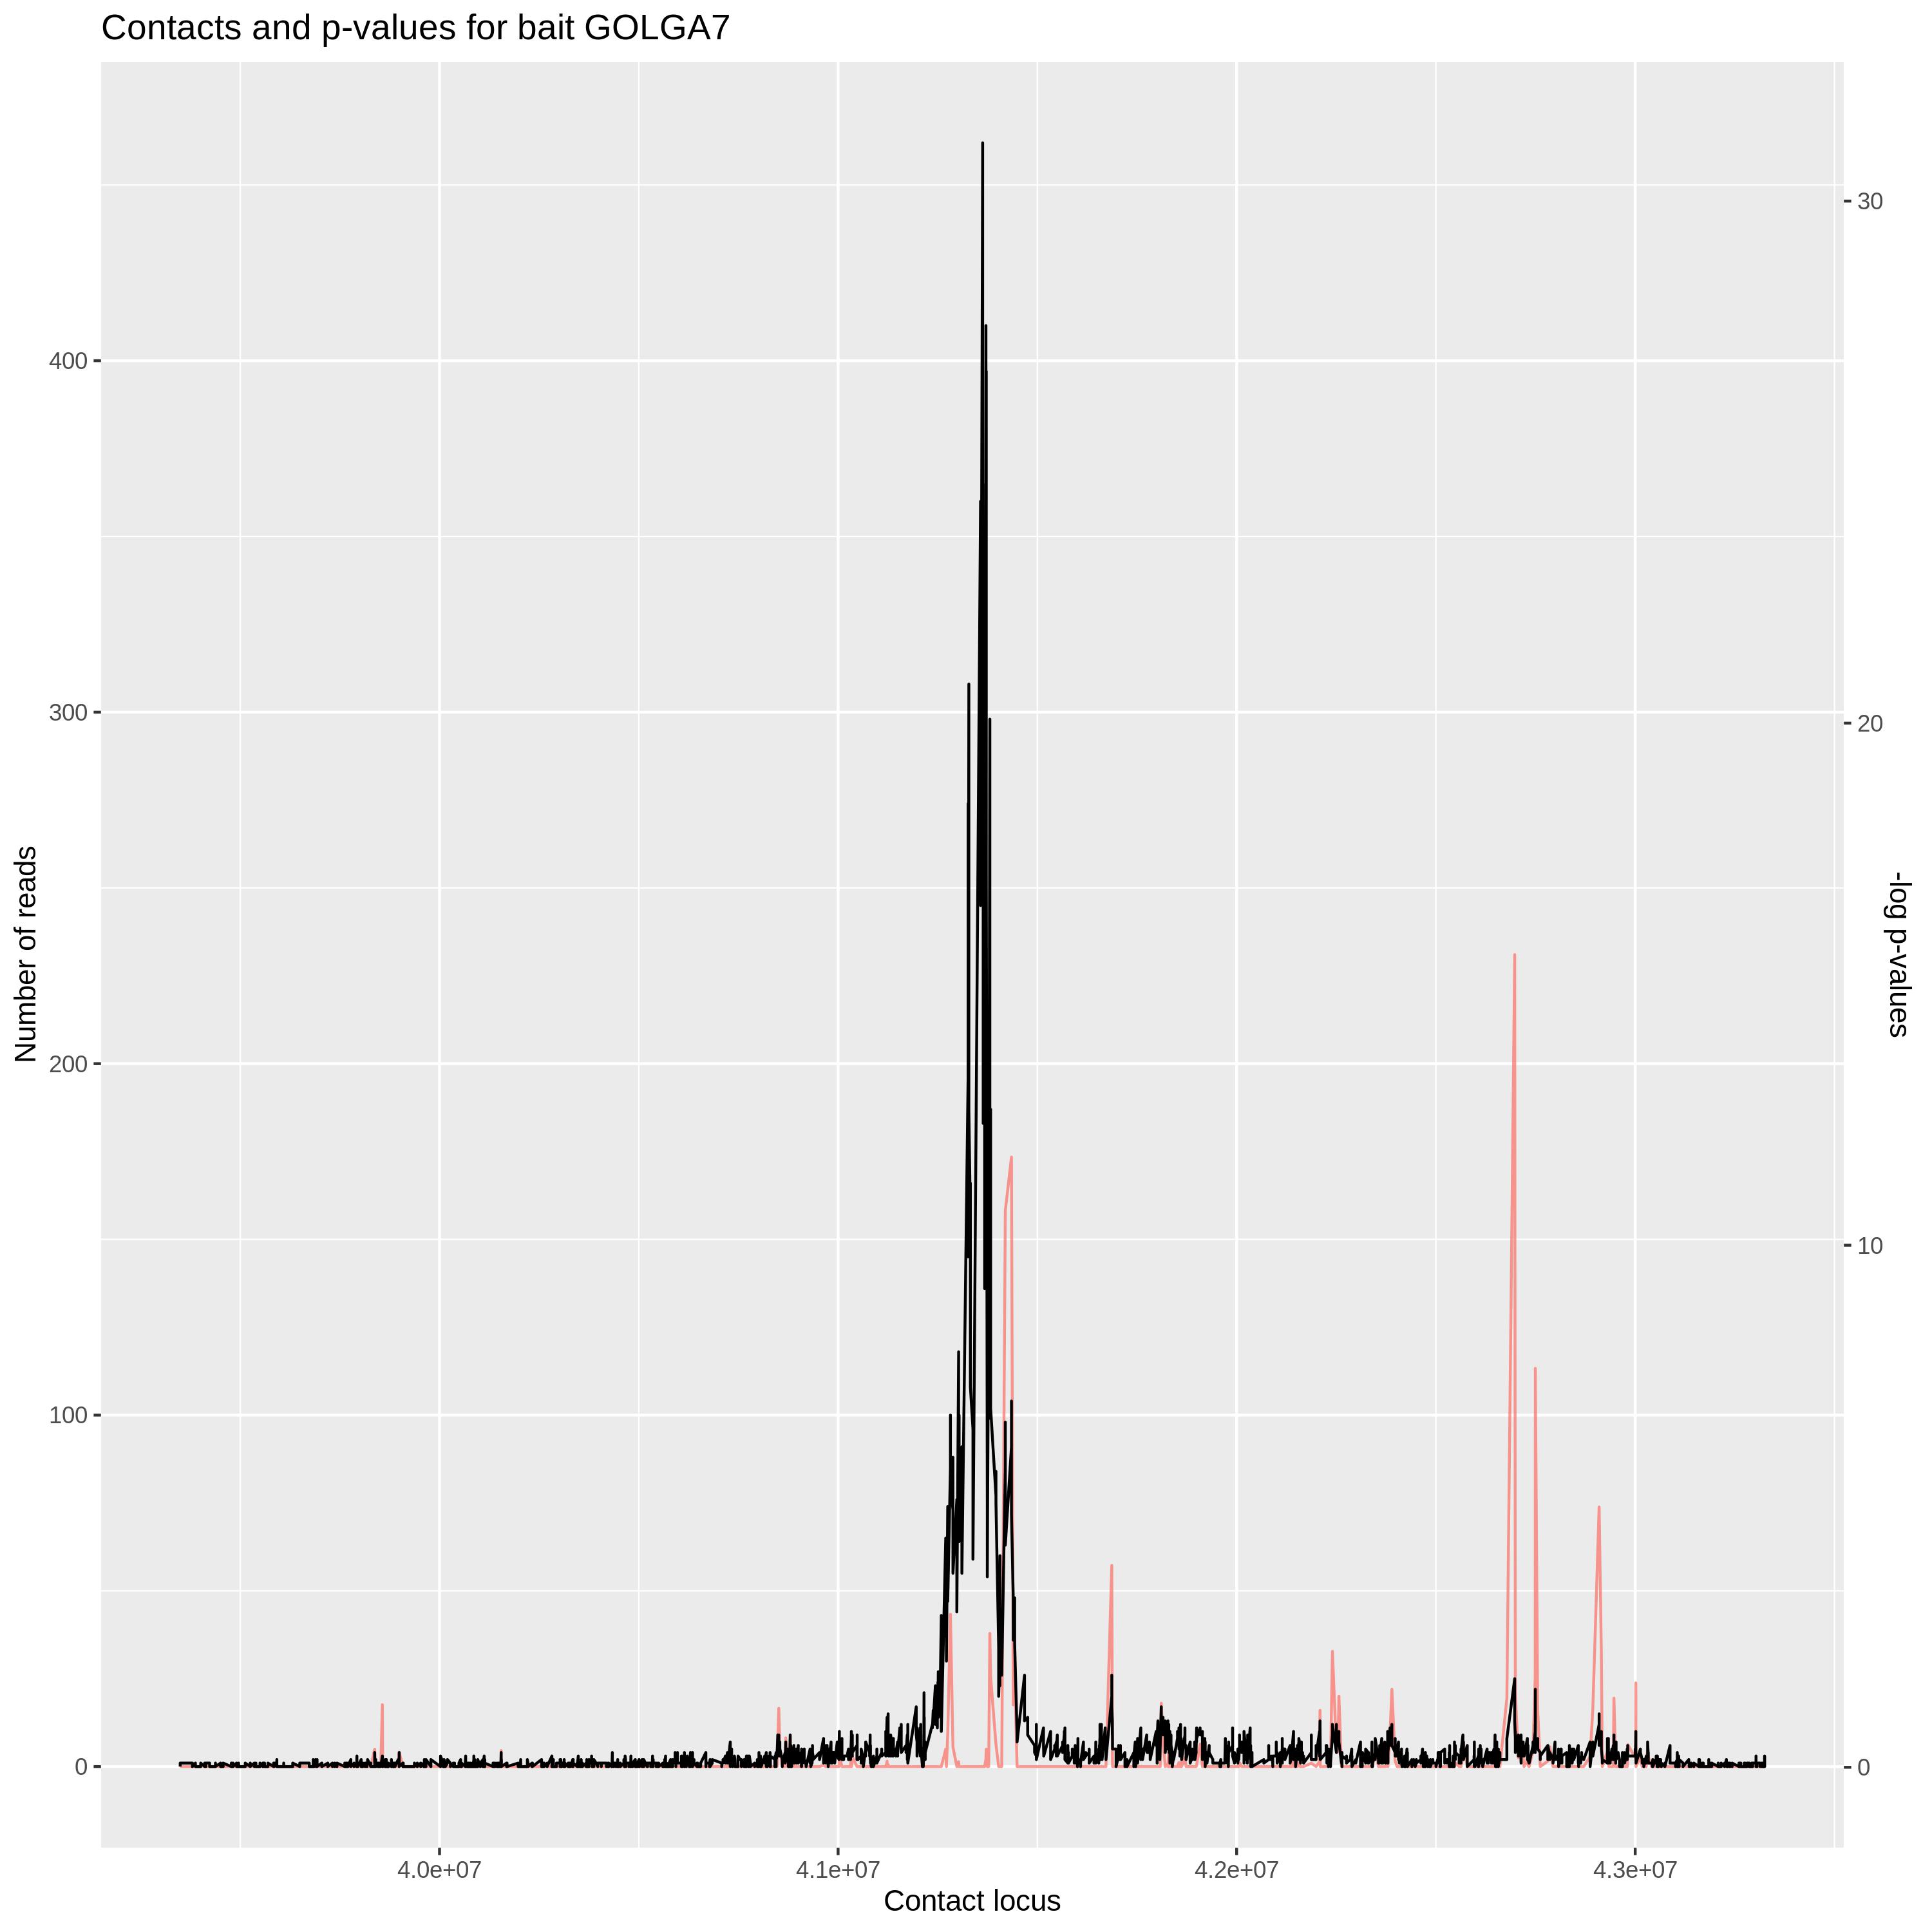 Contacts and p-values for bait GOLGA7
Number of reads
400
300
200
100
0
30
20
10
0
-log p-values
4.0e+07 4.1e+07 4.2e+07 4.3e+07
Contact locus